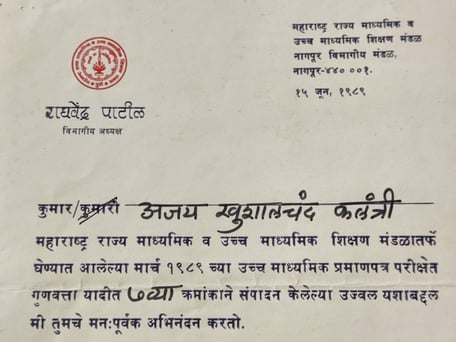 महाराष्ट्र राज्य माध्यमिक व
उच्च माध्यमिक शिक्षण मंडळ
नागपूर विभागीय मंडळ,
नागपूर-४४० ००१.
१५ जून, १९८९
राघवेंद्र पाटील
विभागीय अध्यक्ष
कुमार/कुमारी अजय खुशालचंद कलंत्री
महाराष्ट्र राज्य माध्यमिक व उच्च माध्यमिक शिक्षण मंडळातर्फे
घेण्यात आलेल्या मार्च १९८९ च्या उच्च माध्यमिक प्रमाणपत्र परीक्षेत
गुणवत्ता यादीत ७व्या क्रमांकाने संपादन केलेल्या उज्वल यशाबद्दल
मी तुमचे मनःपूर्वक अभिनंदन करतो.